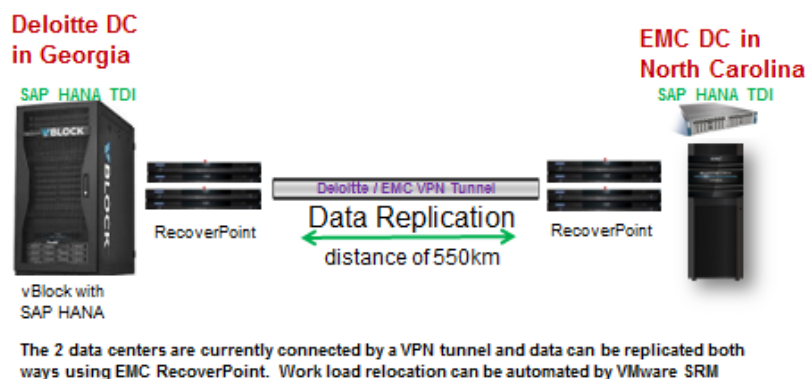 Deloitte DC
in Georgia
EMC DC in
North Carolina
SAP HANA TDI
SAP HANA TDI
VBLOCK
VBLOCK
Deloitte / EMC VPN Tunnel
RecoverPoint
Data Replication
RecoverPoint
distance of 550km
vBlock with
SAP HANA
The 2 data centers are currently connected by a VPN tunnel and data can be replicated both
ways using EMC RecoverPoint. Work load relocation can be automated by VMware SRM